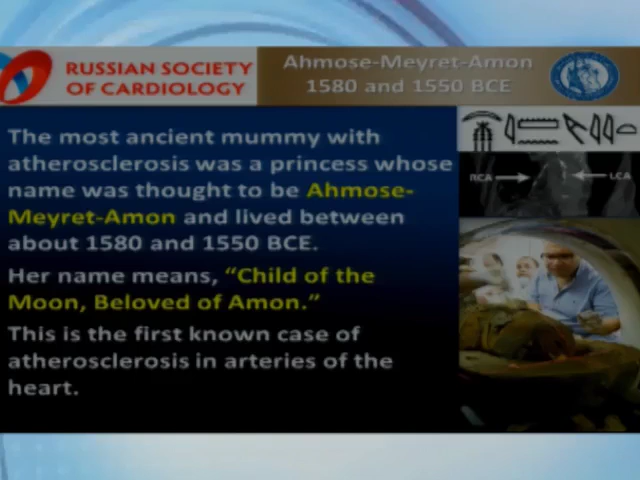 RUSSIAN SOCIETY
OF CARDIOLOGY
Ahmose-Meyret-Amon
1580 and 1550 BCE
The most ancient mummy with
atherosclerosis was a princess whose
name was thought to be Ahmose-
Meyret-Amon and lived between
about 1580 and 1550 BCE.
Her name means, “Child of the
Moon, Beloved of Amon.”
This is the first known case of
atherosclerosis in arteries of the
heart.
RCA
LCA